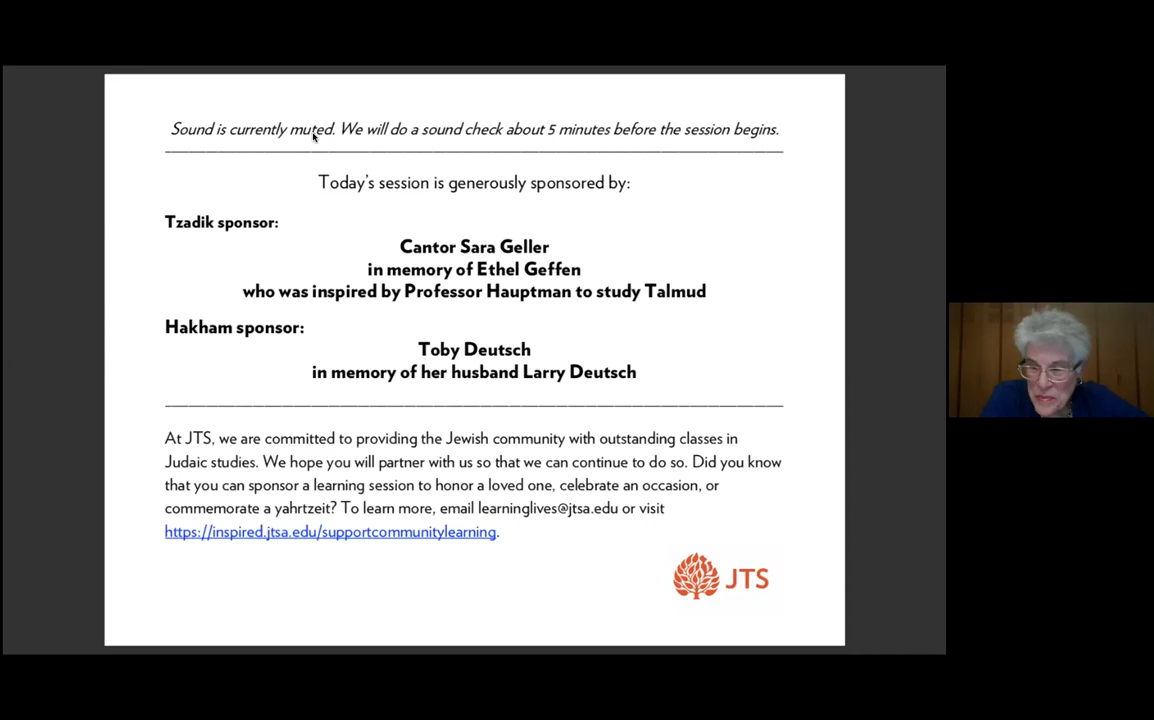 Sound is currently muted. We will do a sound check about 5 minutes before the session begins.
Today's session is generously sponsored by:
Tzadik sponsor:
Cantor Sara Geller
in memory of Ethel Geffen
who was inspired by Professor Hauptman to study Talmud
Hakham sponsor:
Toby Deutsch
in memory of her husband Larry Deutsch
At JTS, we are committed to providing the Jewish community with outstanding classes in
Judaic studies. We hope you will partner with us so that we can continue to do so. Did you know
that you can sponsor a learning session to honor a loved one, celebrate an occasion, or
commemorate a yahrtzeit? To learn more, email learninglives@jtsa.edu or visit
https://inspired.jtsa.edu/supportcommunitylearning.
JTS